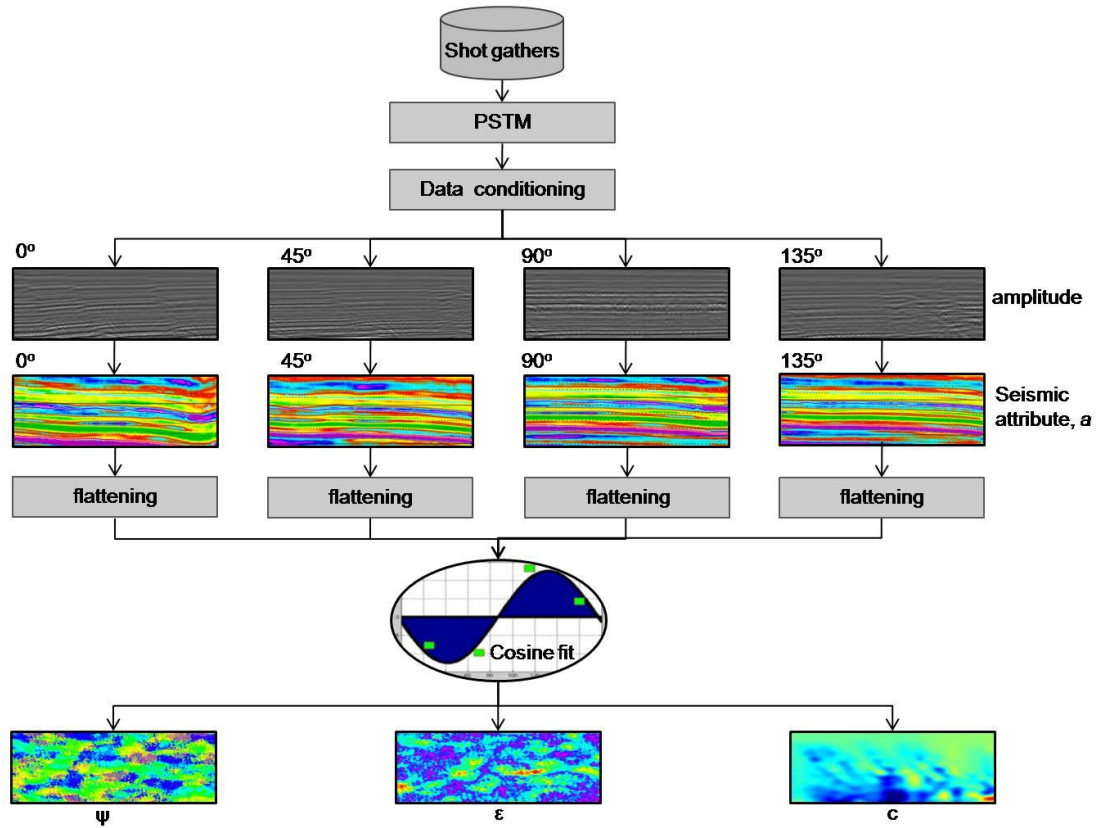 Shot gathers
PSTM
Data conditioning
0º
45º
90º
135º
amplitude
0º
45º
90º
135º
Seismic
attribute, a
flattening
flattening
flattening
flattening
Cosine fit
ψ
ε
c